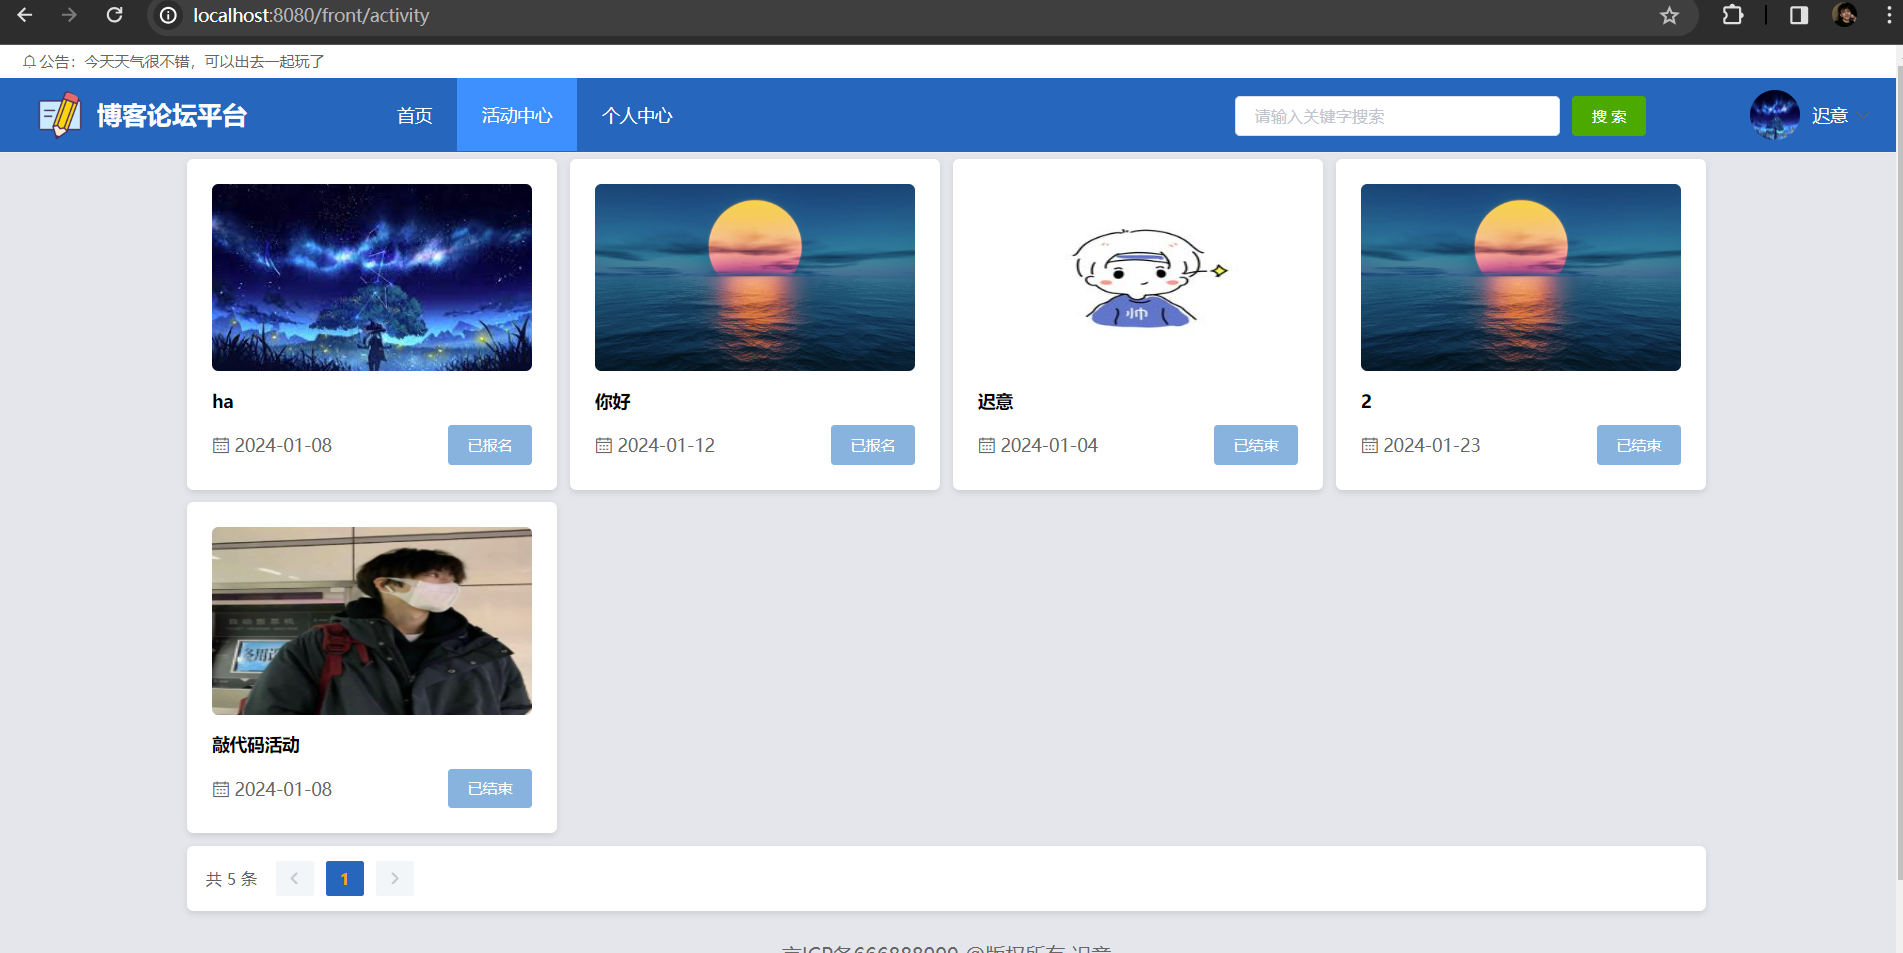 localhost:8080/front/activity
公告：今天天气很不错，可以出去一起玩了
博客论坛平台
首页
活动中心
个人中心
请输入关键字搜索
搜 索
迟意
帅
ha
2024-01-08
已报名
你好
2024-01-12
已报名
迟意
2024-01-04
已结束
2
2024-01-23
已结束
自动售票机
敲代码活动
2024-01-08
已结束
共 5 条
1